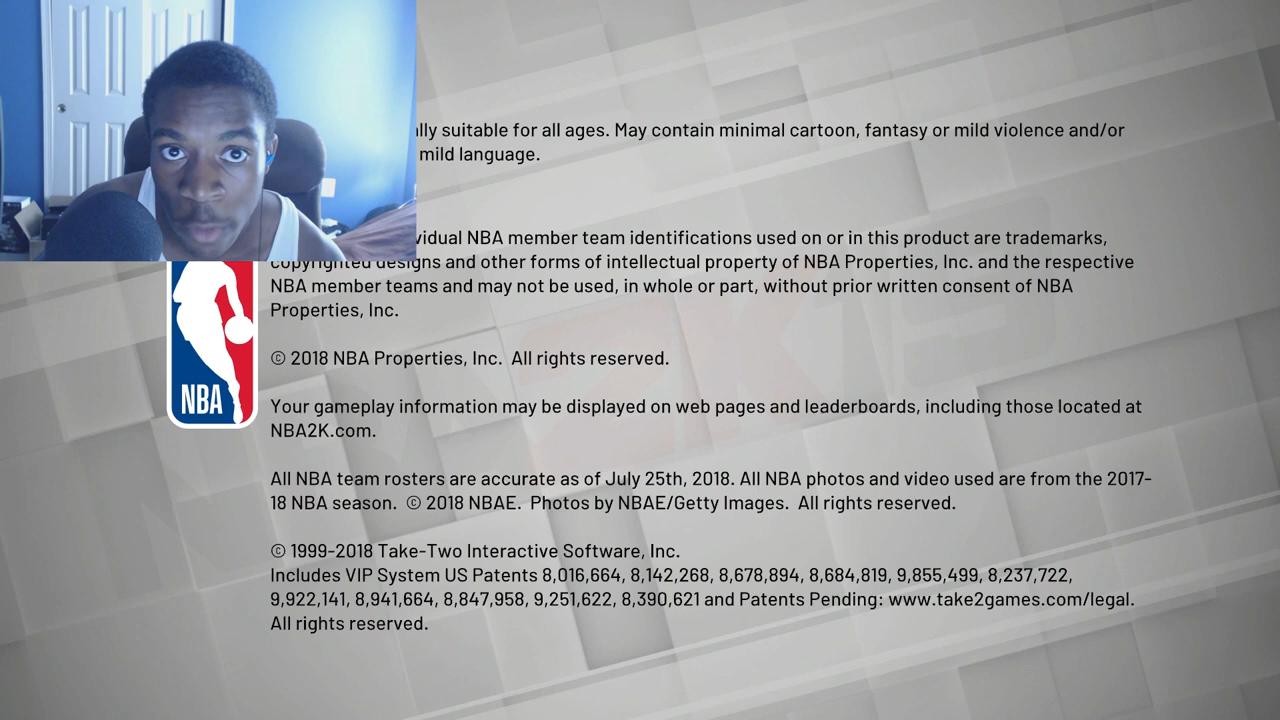 suitable for all ages. May contain minimal cartoon, fantasy or mild violence and/or
mild language.
NBA member team identifications used on or in this product are trademarks,
copyrighted designs and other forms of intellectual property of NBA Properties, Inc. and the respective
NBA member teams and may not be used, in whole or part, without prior written consent of NBA
Properties, Inc.
© 2018 NBA Properties, Inc. All rights reserved.
NBA
Your gameplay information may be displayed on web pages and leaderboards, including those located at
NBA2K.com.
All NBA team rosters are accurate as of July 25th, 2018. All NBA photos and video used are from the 2017-
18 NBA season. © 2018 NBAE. Photos by NBAE/Getty Images. All rights reserved.
© 1999-2018 Take-Two Interactive Software, Inc.
Includes VIP System US Patents 8,016,664, 8,142,268, 8,678,894, 8,684,819, 9,855,499, 8,237,722,
9,922,141, 8,941,664, 8,847,958, 9,251,622, 8,390,621 and Patents Pending: www.take2games.com/legal.
All rights reserved.